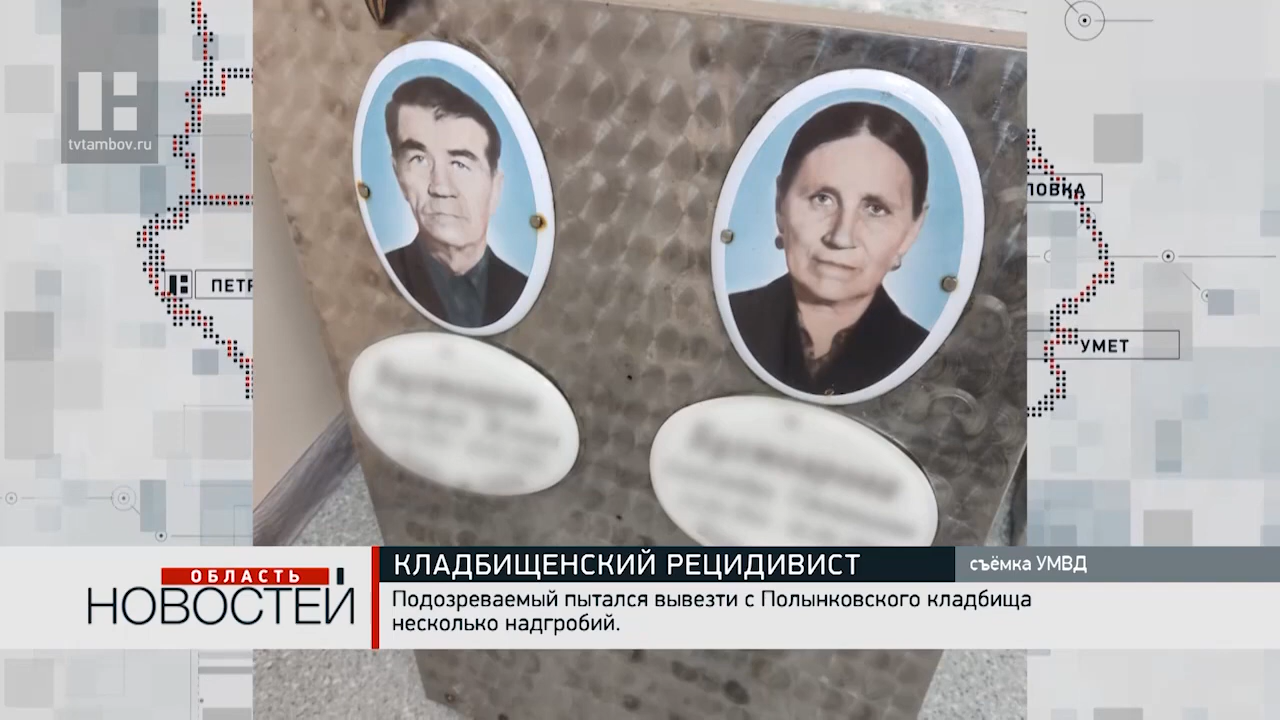 tvtambov.ru
ЛОВКА
ПЕТР
УМЕТ
КЛАДБИЩЕНСКИЙ РЕЦИДИВИСТ
съёмка УМВД
ОБЛАСТЬ
НОВОСТЕЙ
Подозреваемый пытался вывезти с Полынковского кладбища
несколько надгробий.